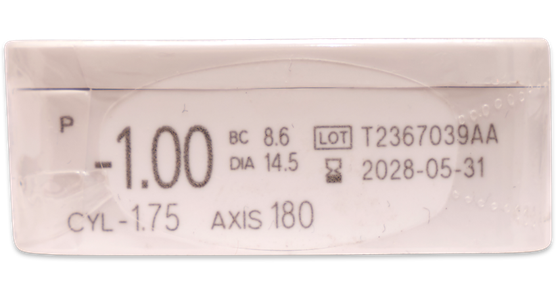 P
-1.00 BC 8.6 LOT T2367039AA
DIA 14.5 2028-05-31
CYL -1.75 AXIS 180